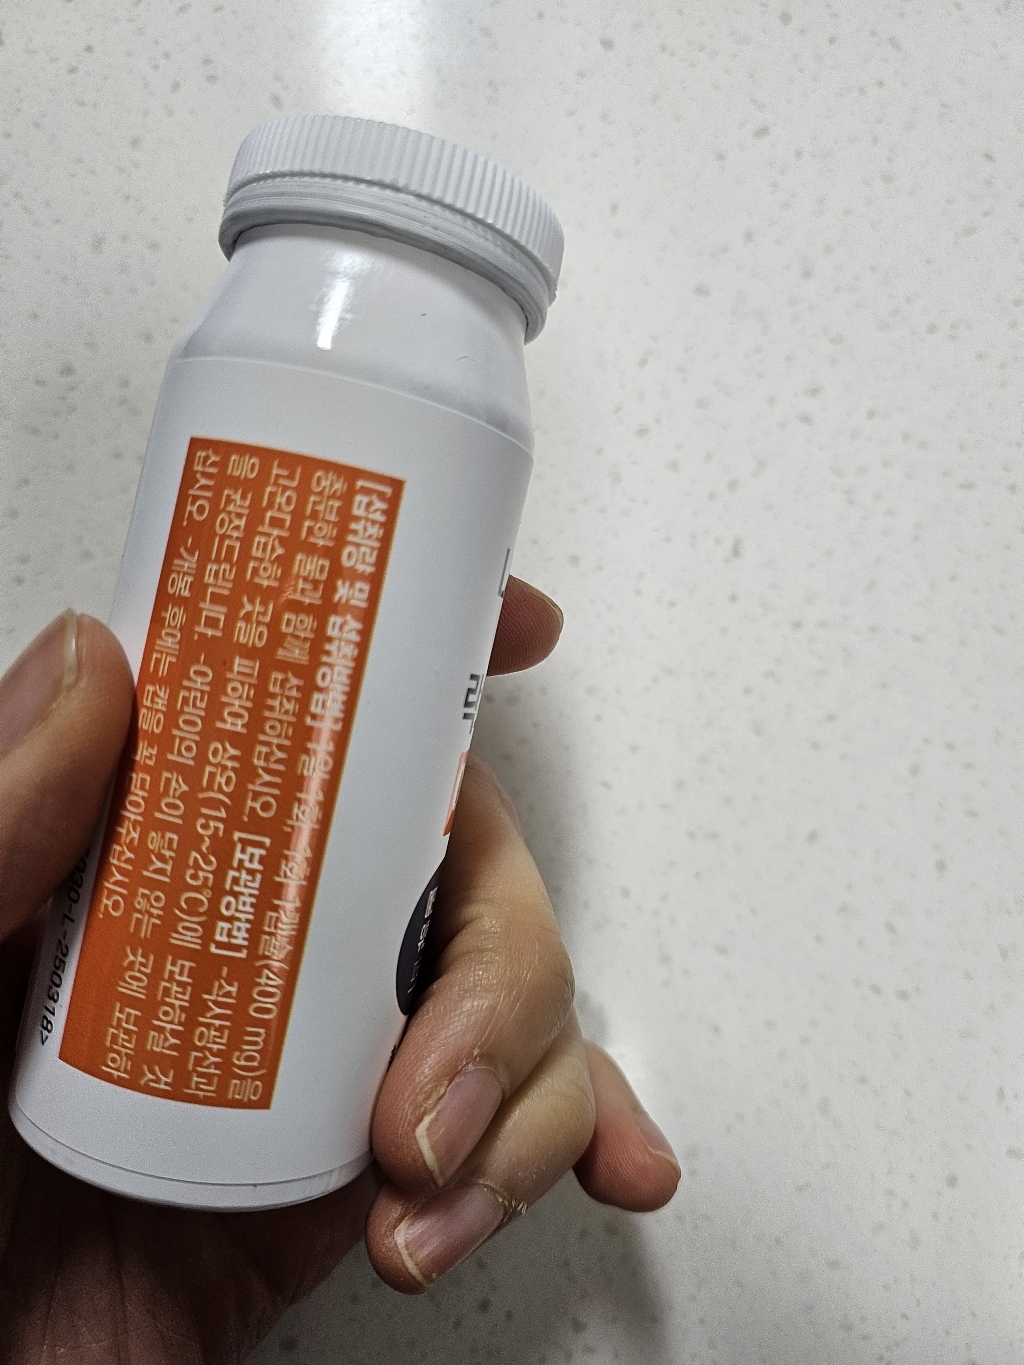 [섭취량 및 섭취방법] 1일 1회, 1회 1캡슐(400 mg)을
충분한 물과 함께 섭취하십시오. [보관방법] -직사광선과
고온다습한 곳을 피하여 상온(15~25℃)에 보관하실 것
을 권장드립니다. -어린이의 손이 닿지 않는 곳에 보관하
십시오. -개봉 후에는 캡을 꼭 닫아주십시오.
030-L-250318>